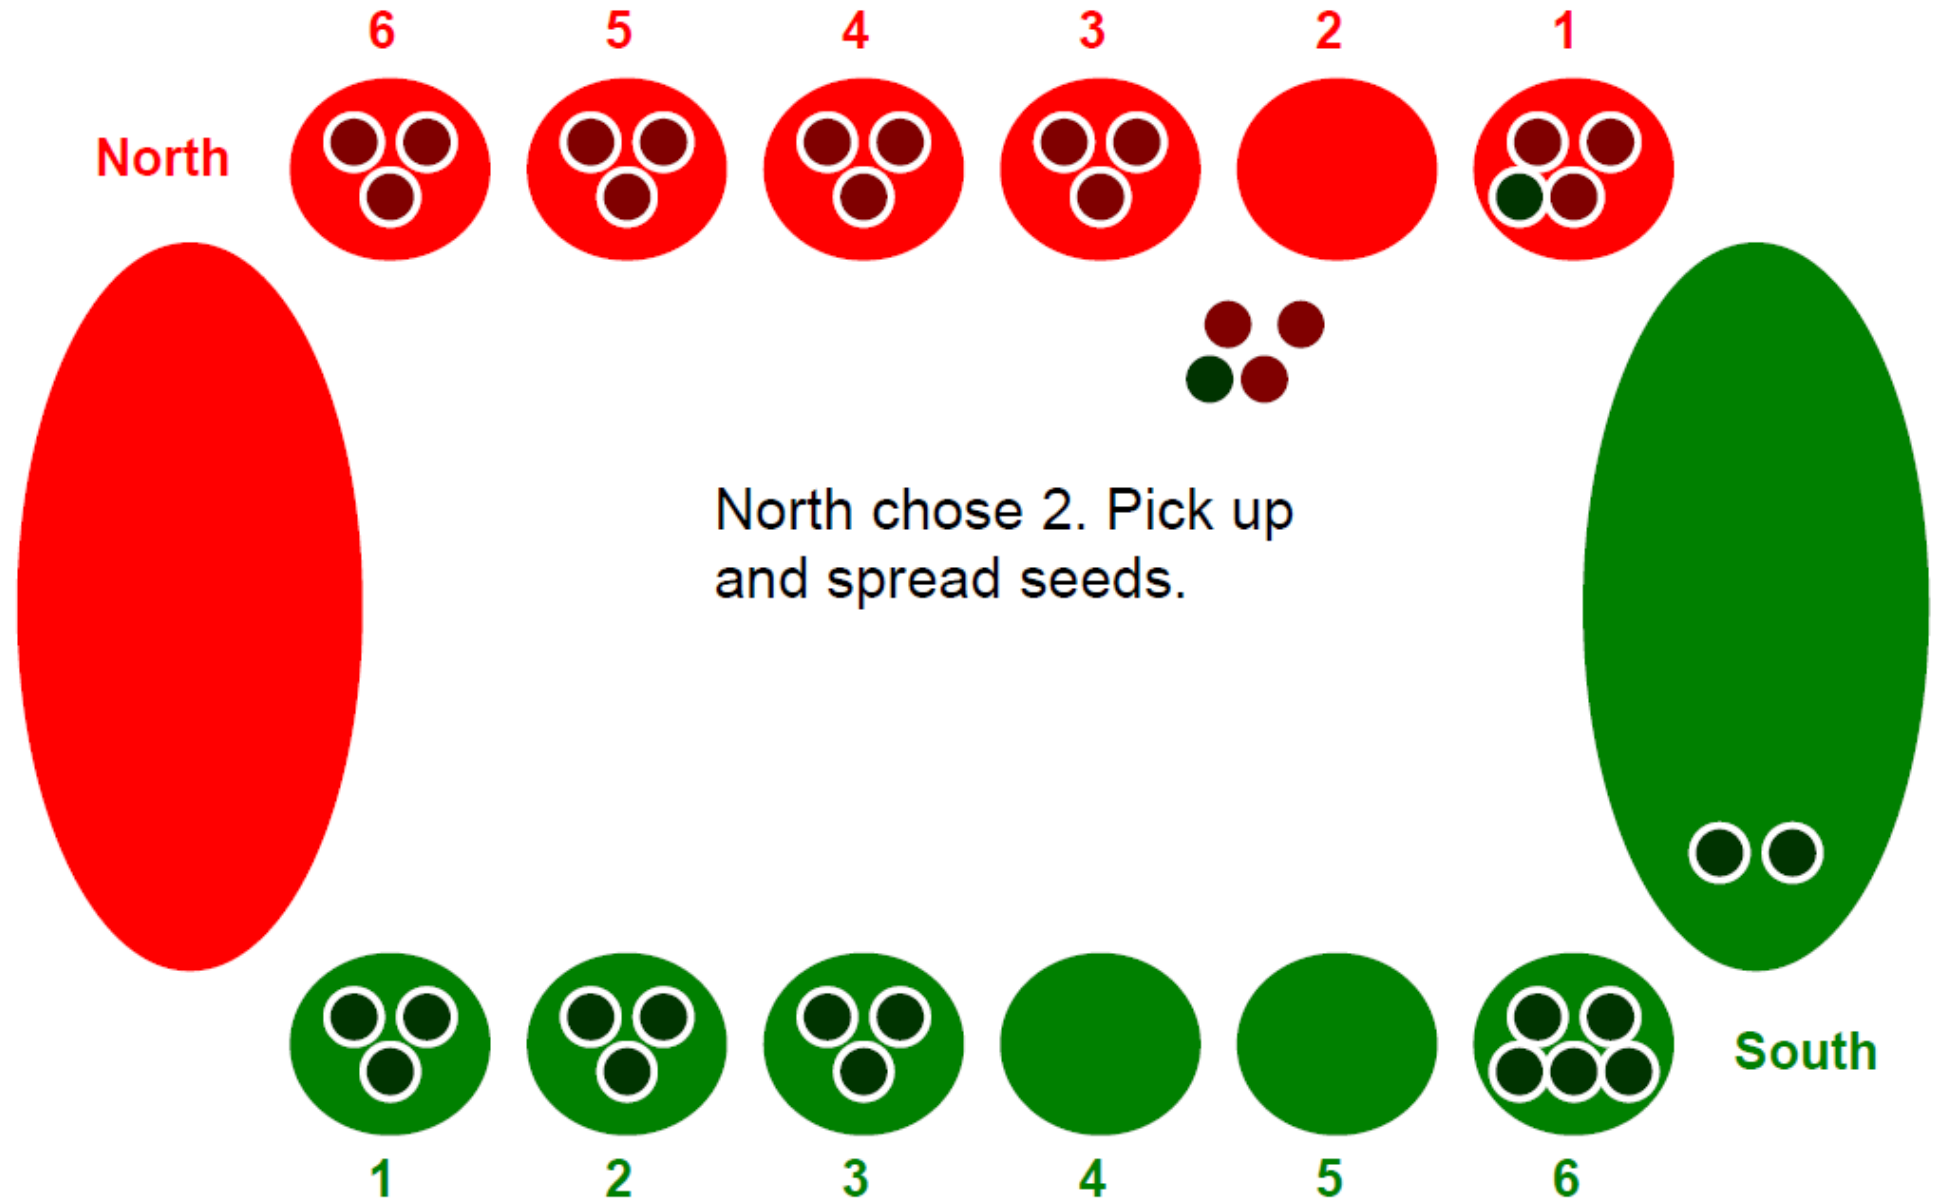 6 5 4 3 2 1
North
North chose 2. Pick up
and spread seeds.
South
1 2 3 4 5 6